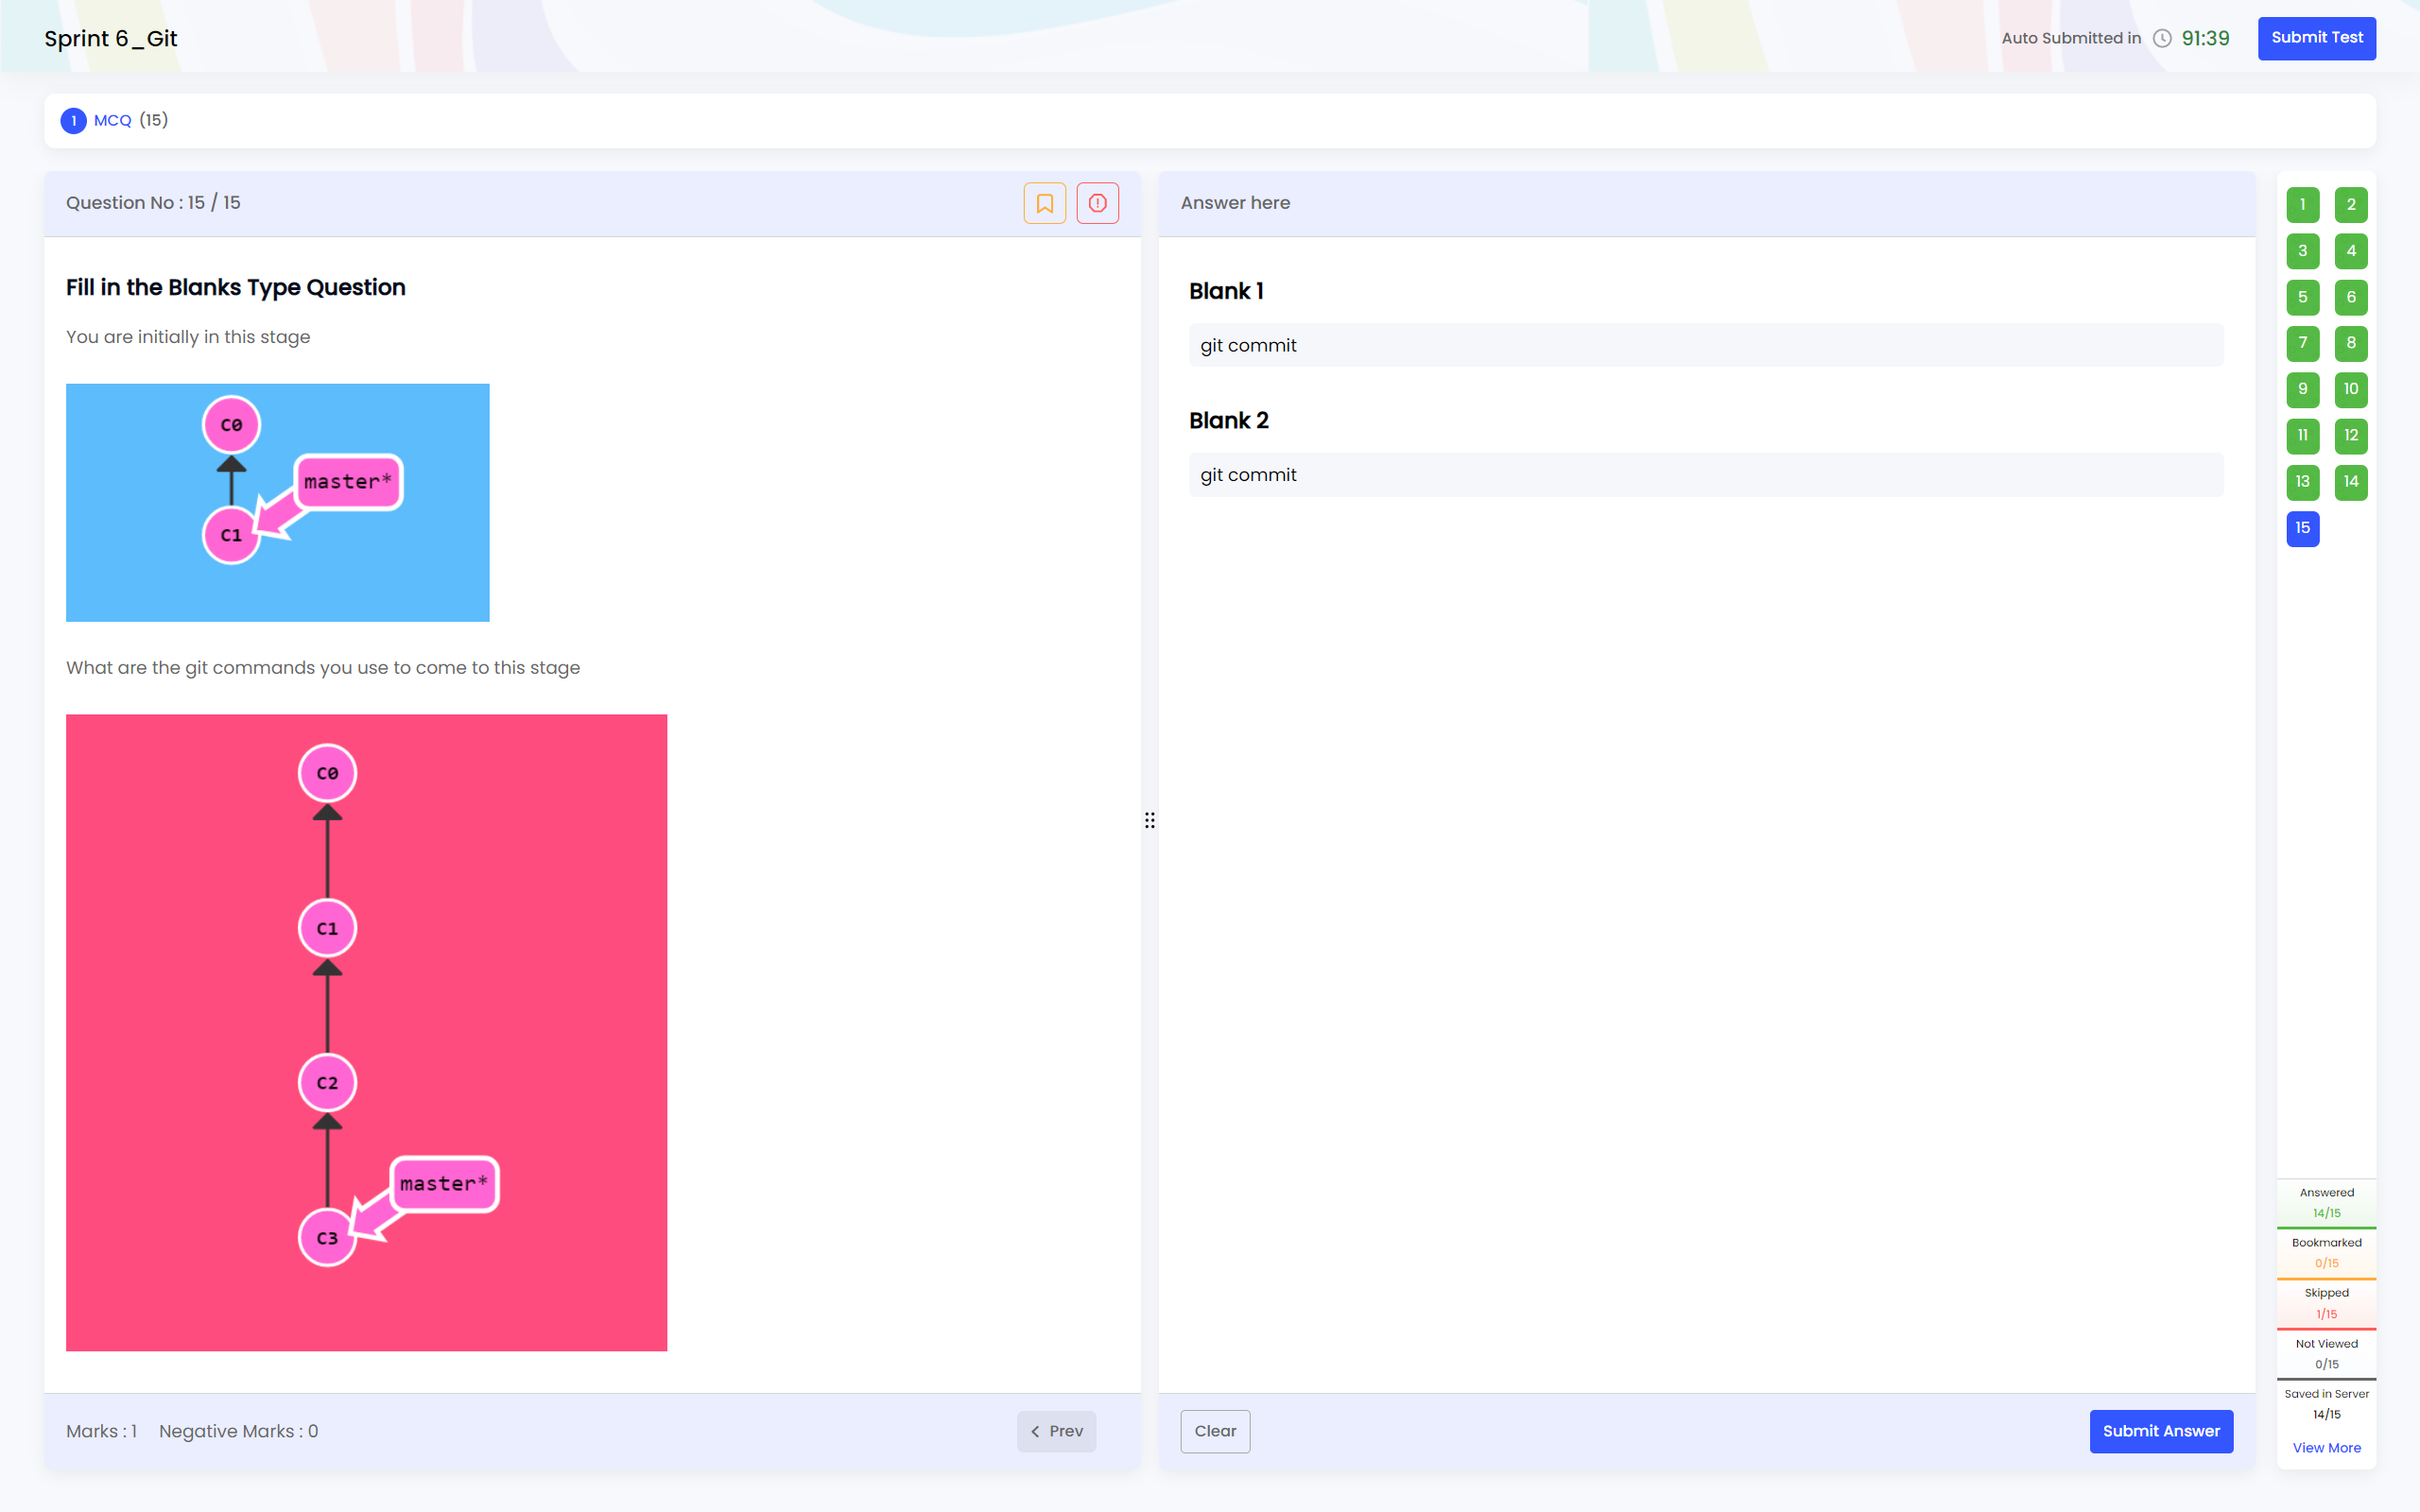 Sprint 6_Git
Auto Submitted in 91:39
Submit Test
1 MCQ (15)
Question No : 15 / 15
Fill in the Blanks Type Question
You are initially in this stage
C0
master*
C1
What are the git commands you use to come to this stage
C0
C1
C2
master*
C3
Marks : 1 Negative Marks : 0
Prev
Answer here
Blank 1
git commit
Blank 2
git commit
Clear
Submit Answer
1 2
3 4
5 6
7 8
9 10
11 12
13 14
15
Answered
14/15
Bookmarked
0/15
Skipped
1/15
Not Viewed
0/15
Saved in Server
14/15
View More